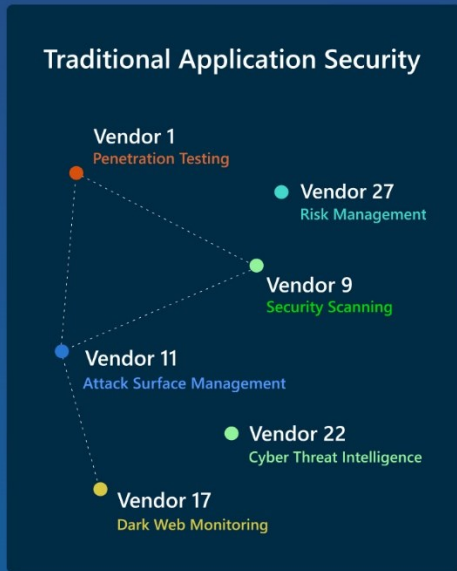 Traditional Application Security
Vendor 1
Penetration Testing
Vendor 27
Risk Management
Vendor 9
Security Scanning
Vendor 11
Attack Surface Management
Vendor 22
Cyber Threat Intelligence
Vendor 17
Dark Web Monitoring